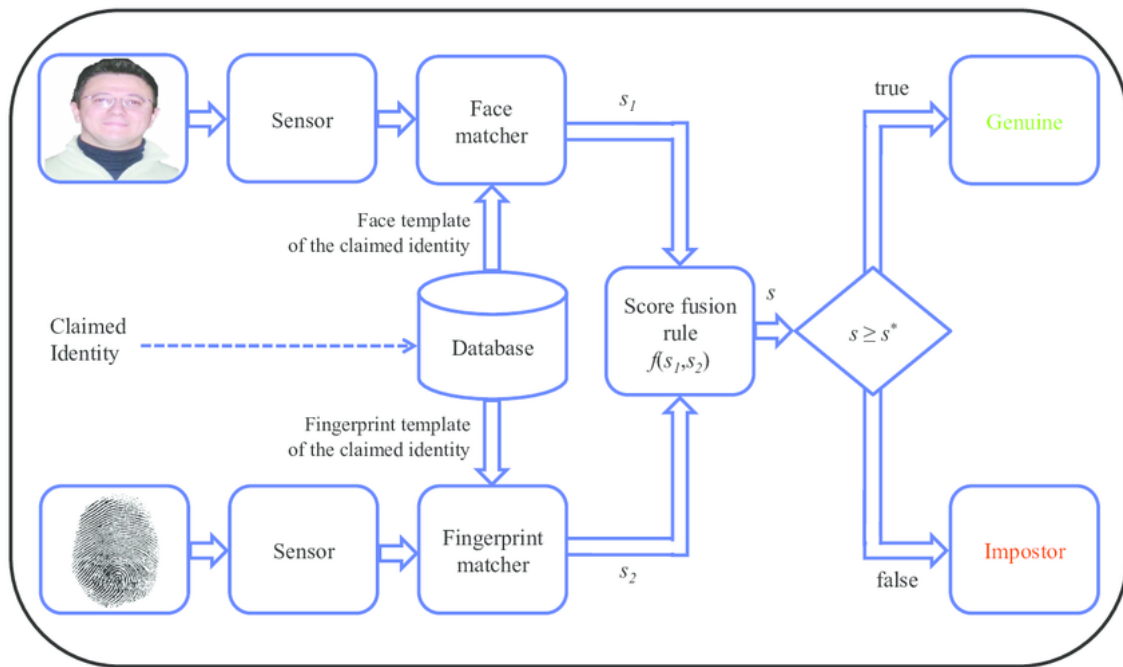 Sensor
Face
matcher
s₁
true
Genuine
Face template
of the claimed identity
Claimed
Identity
Database
Score fusion
rule
f(s₁,s₂)
s
s ≥ s*
Fingerprint template
of the claimed identity
Sensor
Fingerprint
matcher
s₂
false
Impostor